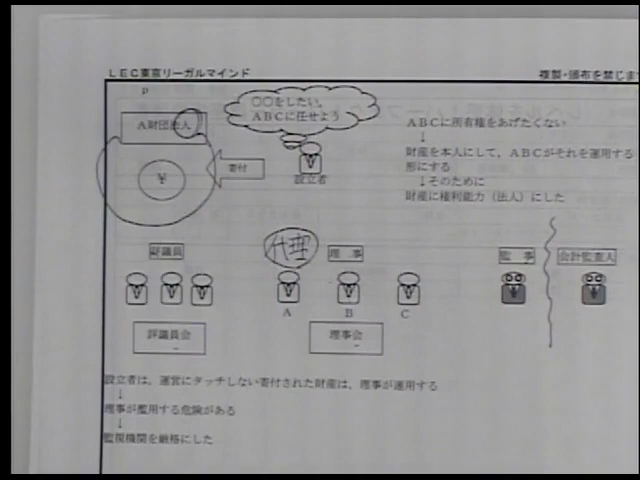 LEC東京リーガルマインド
複製・頒布を禁じま
p
A財団法人
〇〇をしたい。
ABCに任せよう
ABCに所有権をあげたくない
↓
財産を本人にして、ABCがそれを運用する
形にする
↓そのために
財産に権利能力（法人）にした
¥
寄付
設立者
評議員
代理
理 事
監 事
会計監査人
A
B
C
評議員会
理事会
設立者は、運営にタッチしない寄付された財産は、理事が運用する
↓
理事が濫用する危険がある
↓
監視機関を厳格にした